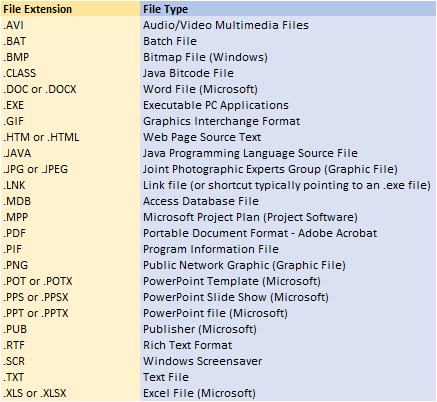 File Extension File Type
.AVI Audio/Video Multimedia Files
.BAT Batch File
.BMP Bitmap File (Windows)
.CLASS Java Bitcode File
.DOC or .DOCX Word File (Microsoft)
.EXE Executable PC Applications
.GIF Graphics Interchange Format
.HTM or .HTML Web Page Source Text
.JAVA Java Programming Language Source File
.JPG or .JPEG Joint Photographic Experts Group (Graphic File)
.LNK Link file (or shortcut typically pointing to an .exe file)
.MDB Access Database File
.MPP Microsoft Project Plan (Project Software)
.PDF Portable Document Format - Adobe Acrobat
.PIF Program Information File
.PNG Public Network Graphic (Graphic File)
.POT or .POTX PowerPoint Template (Microsoft)
.PPS or .PPSX PowerPoint Slide Show (Microsoft)
.PPT or .PPTX PowerPoint file (Microsoft)
.PUB Publisher (Microsoft)
.RTF Rich Text Format
.SCR Windows Screensaver
.TXT Text File
.XLS or .XLSX Excel File (Microsoft)